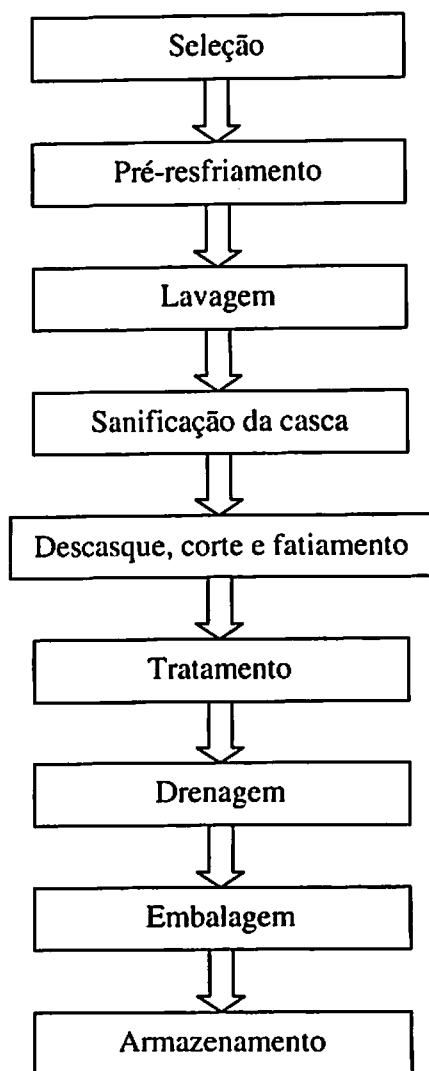 Seleção
Pré-resfriamento
Lavagem
Sanificação da casca
Descasque, corte e fatiamento
Tratamento
Drenagem
Embalagem
Armazenamento